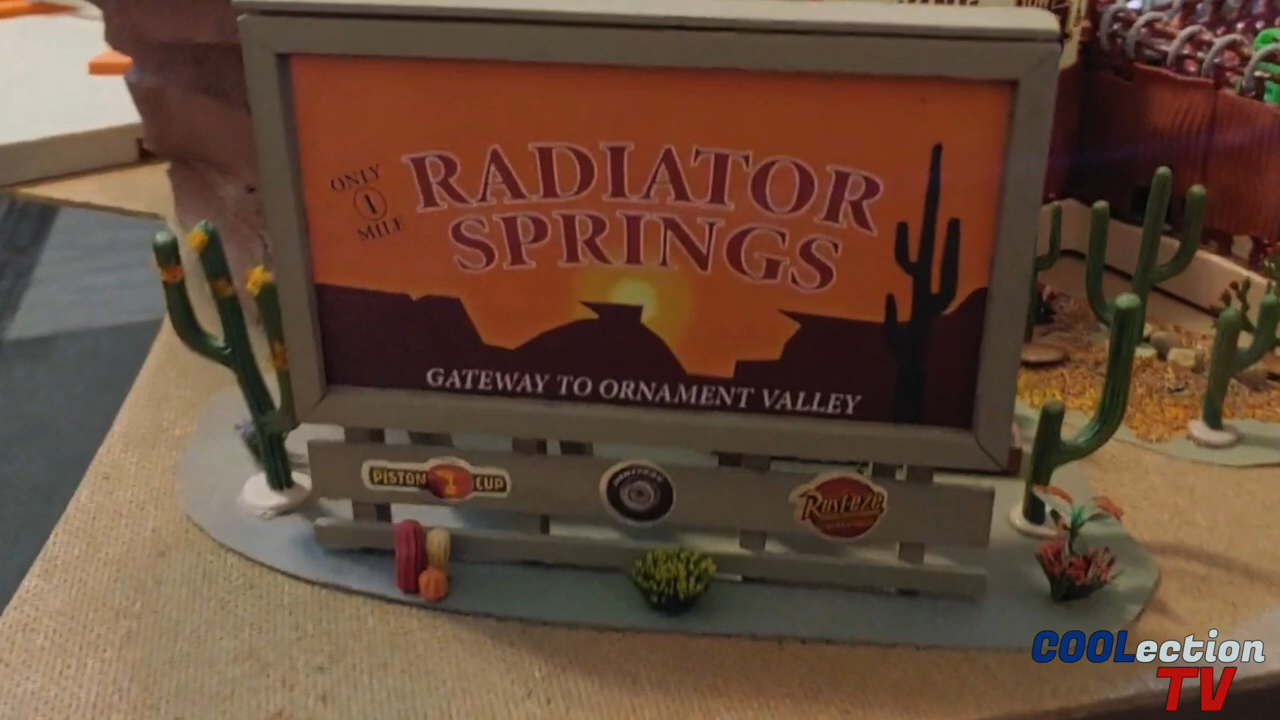 ONLY
1
MILE
RADIATOR
SPRINGS
GATEWAY TO ORNAMENT VALLEY
PISTON CUP
Rust-eze
COOLection
TV